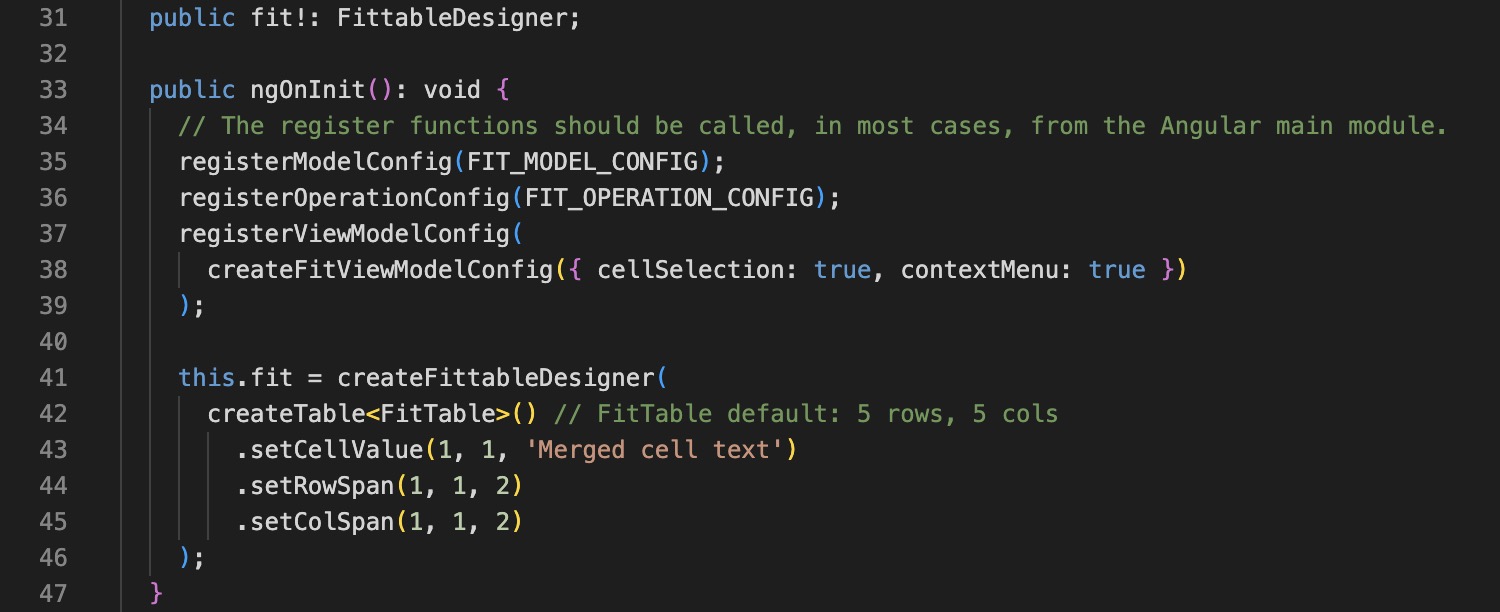 31 public fit!: FittableDesigner;
32
33 public ngOnInit(): void {
34 // The register functions should be called, in most cases, from the Angular main module.
35 registerModelConfig(FIT_MODEL_CONFIG);
36 registerOperationConfig(FIT_OPERATION_CONFIG);
37 registerViewModelConfig(
38 createFitViewModelConfig({ cellSelection: true, contextMenu: true })
39 );
40
41 this.fit = createFittableDesigner(
42 createTable<FitTable>() // FitTable default: 5 rows, 5 cols
43 .setCellValue(1, 1, 'Merged cell text')
44 .setRowSpan(1, 1, 2)
45 .setColSpan(1, 1, 2)
46 );
47 }